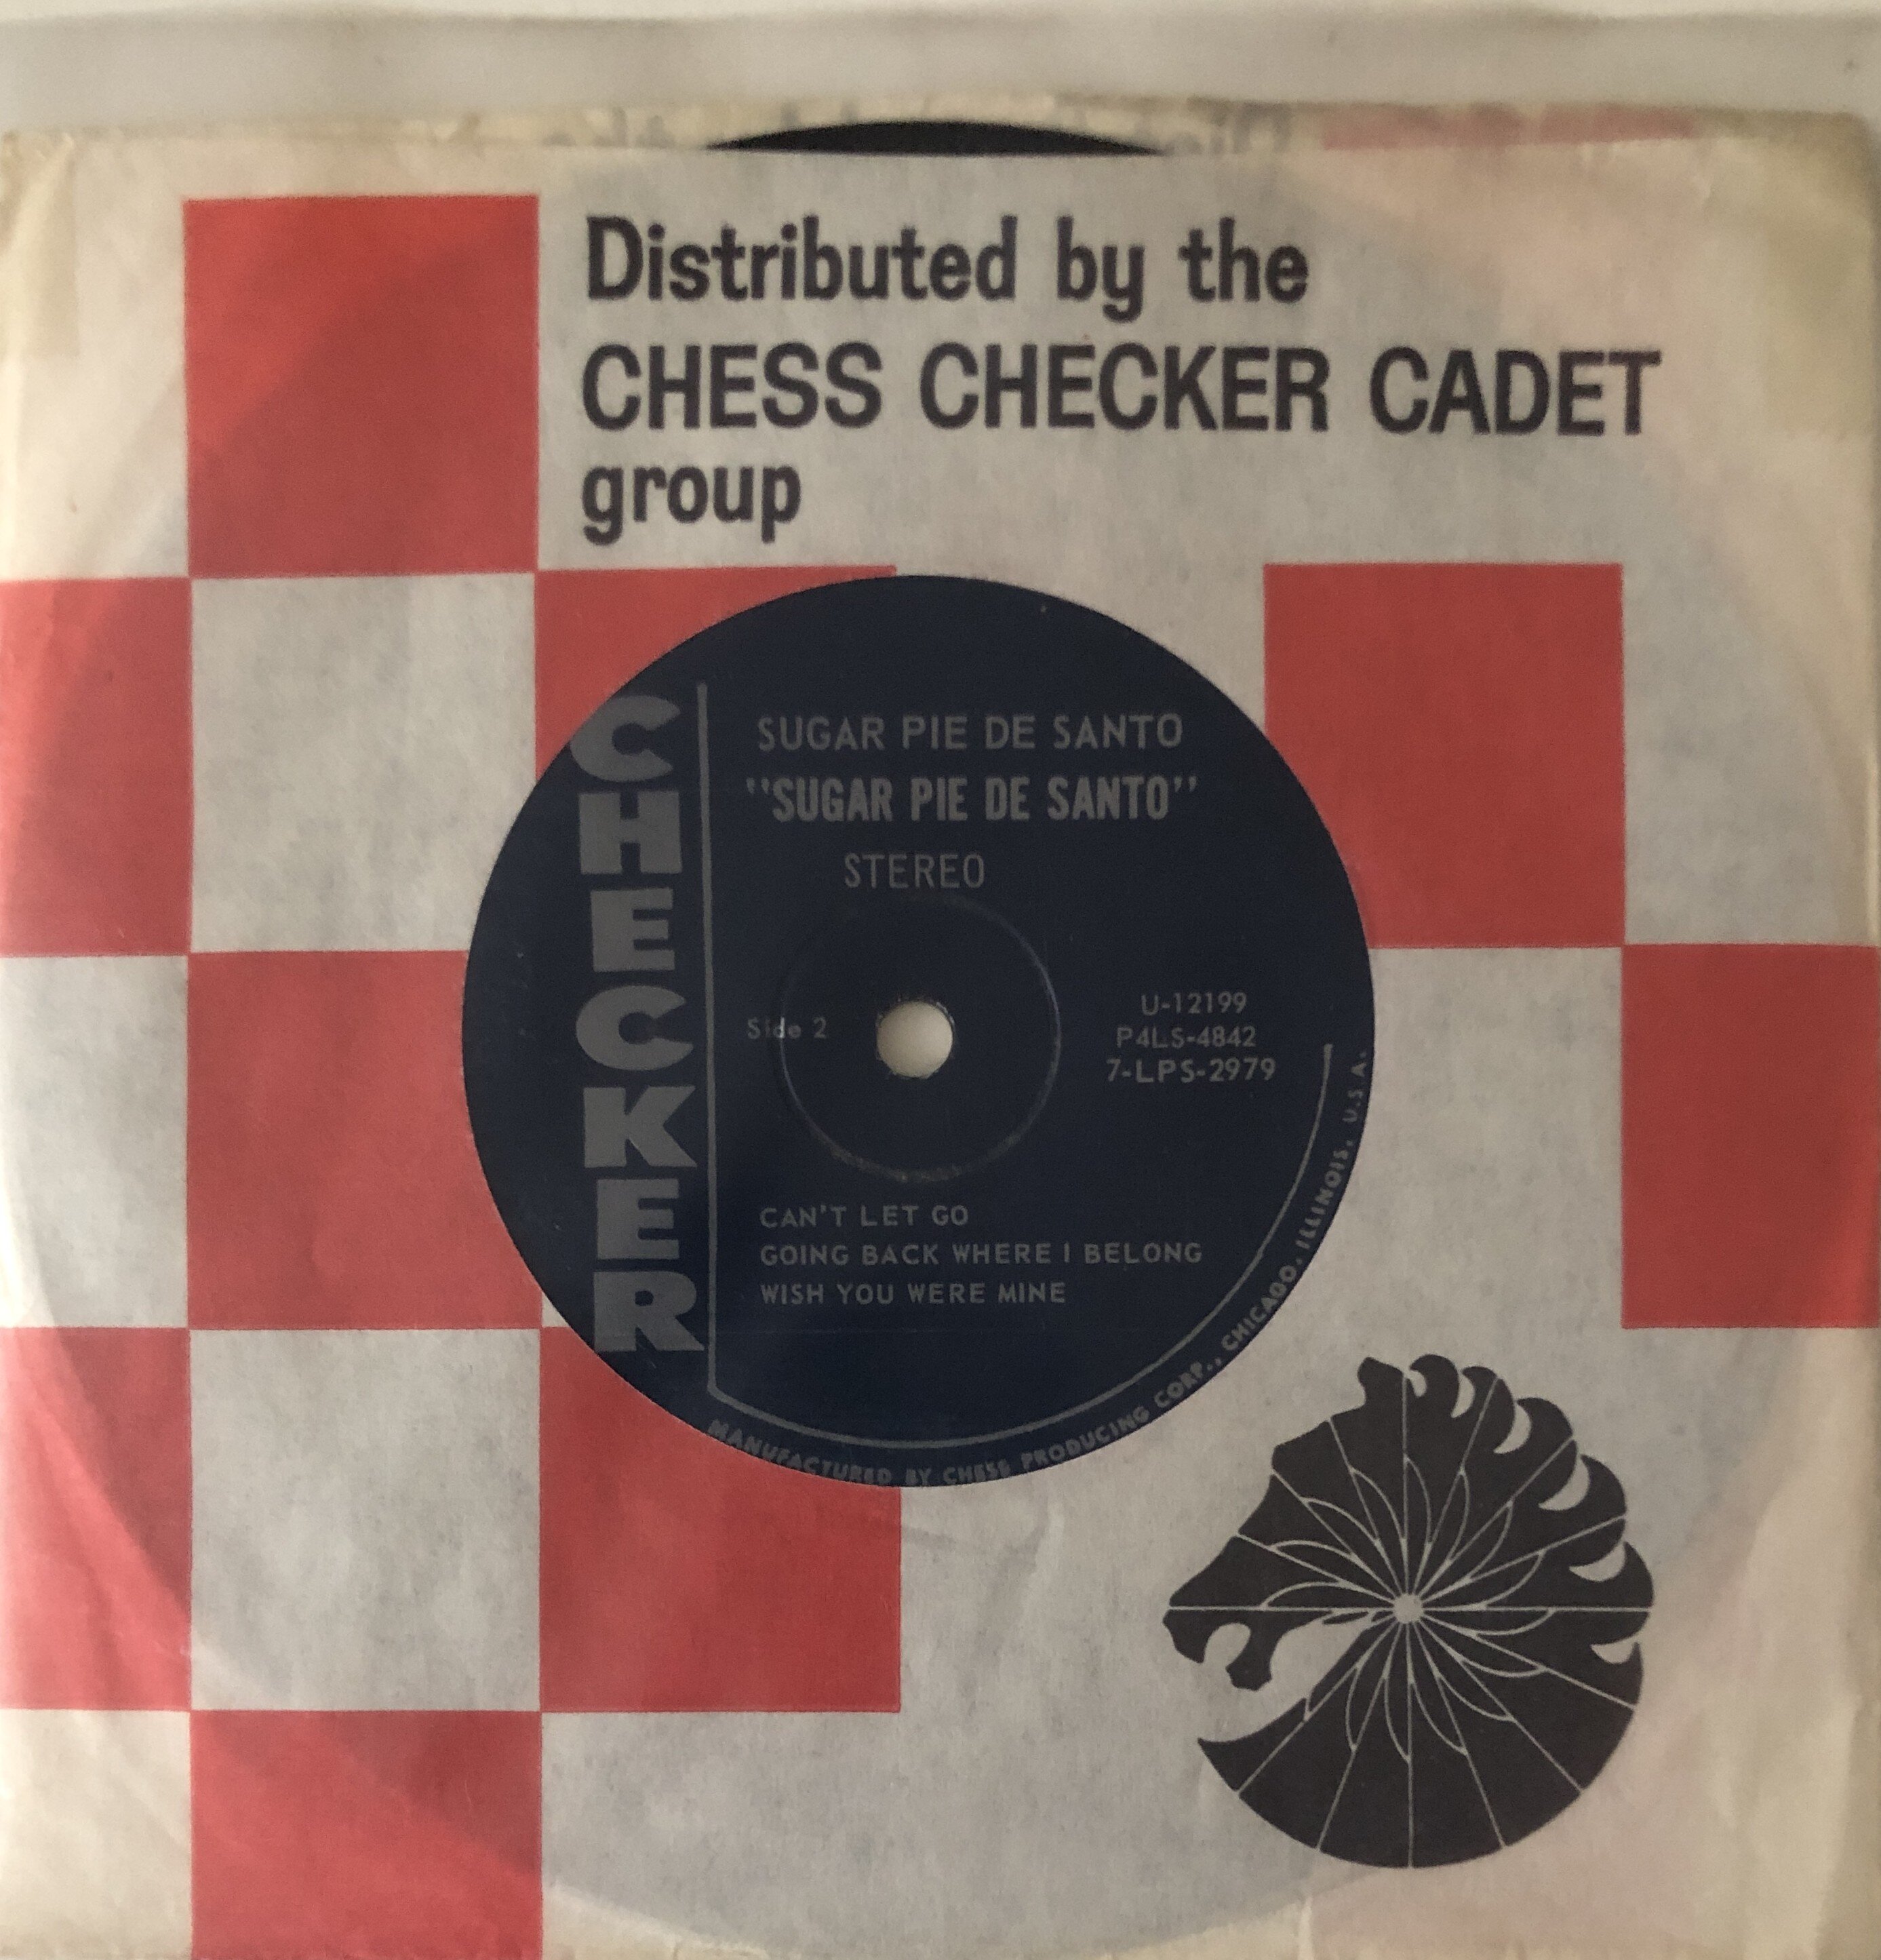 Distributed by the
CHESS CHECKER CADET
group
CHECKER
SUGAR PIE DE SANTO
"SUGAR PIE DE SANTO"
STEREO
Side 2
U-12199
P4LS-4842
7-LPS-2979
CAN'T LET GO
GOING BACK WHERE I BELONG
WISH YOU WERE MINE
MANUFACTURED BY CHESS PRODUCING CORP., CHICAGO, ILLINOIS, U.S.A.